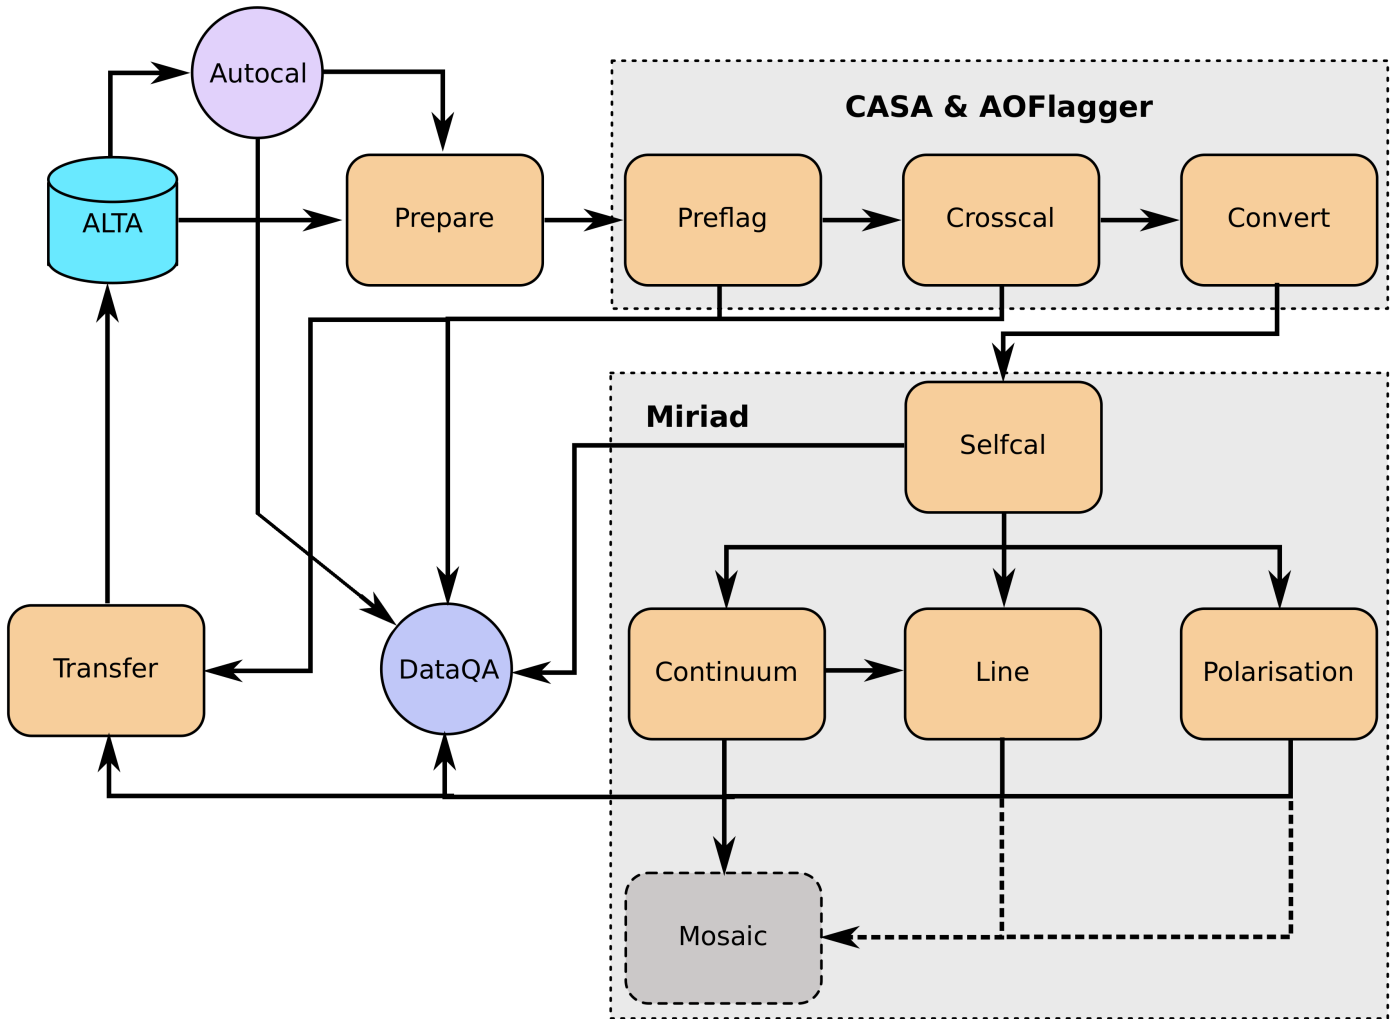 Autocal
CASA & AOFlagger
ALTA
Prepare
Preflag
Crosscal
Convert
Miriad
Selfcal
Transfer
DataQA
Continuum
Line
Polarisation
Mosaic